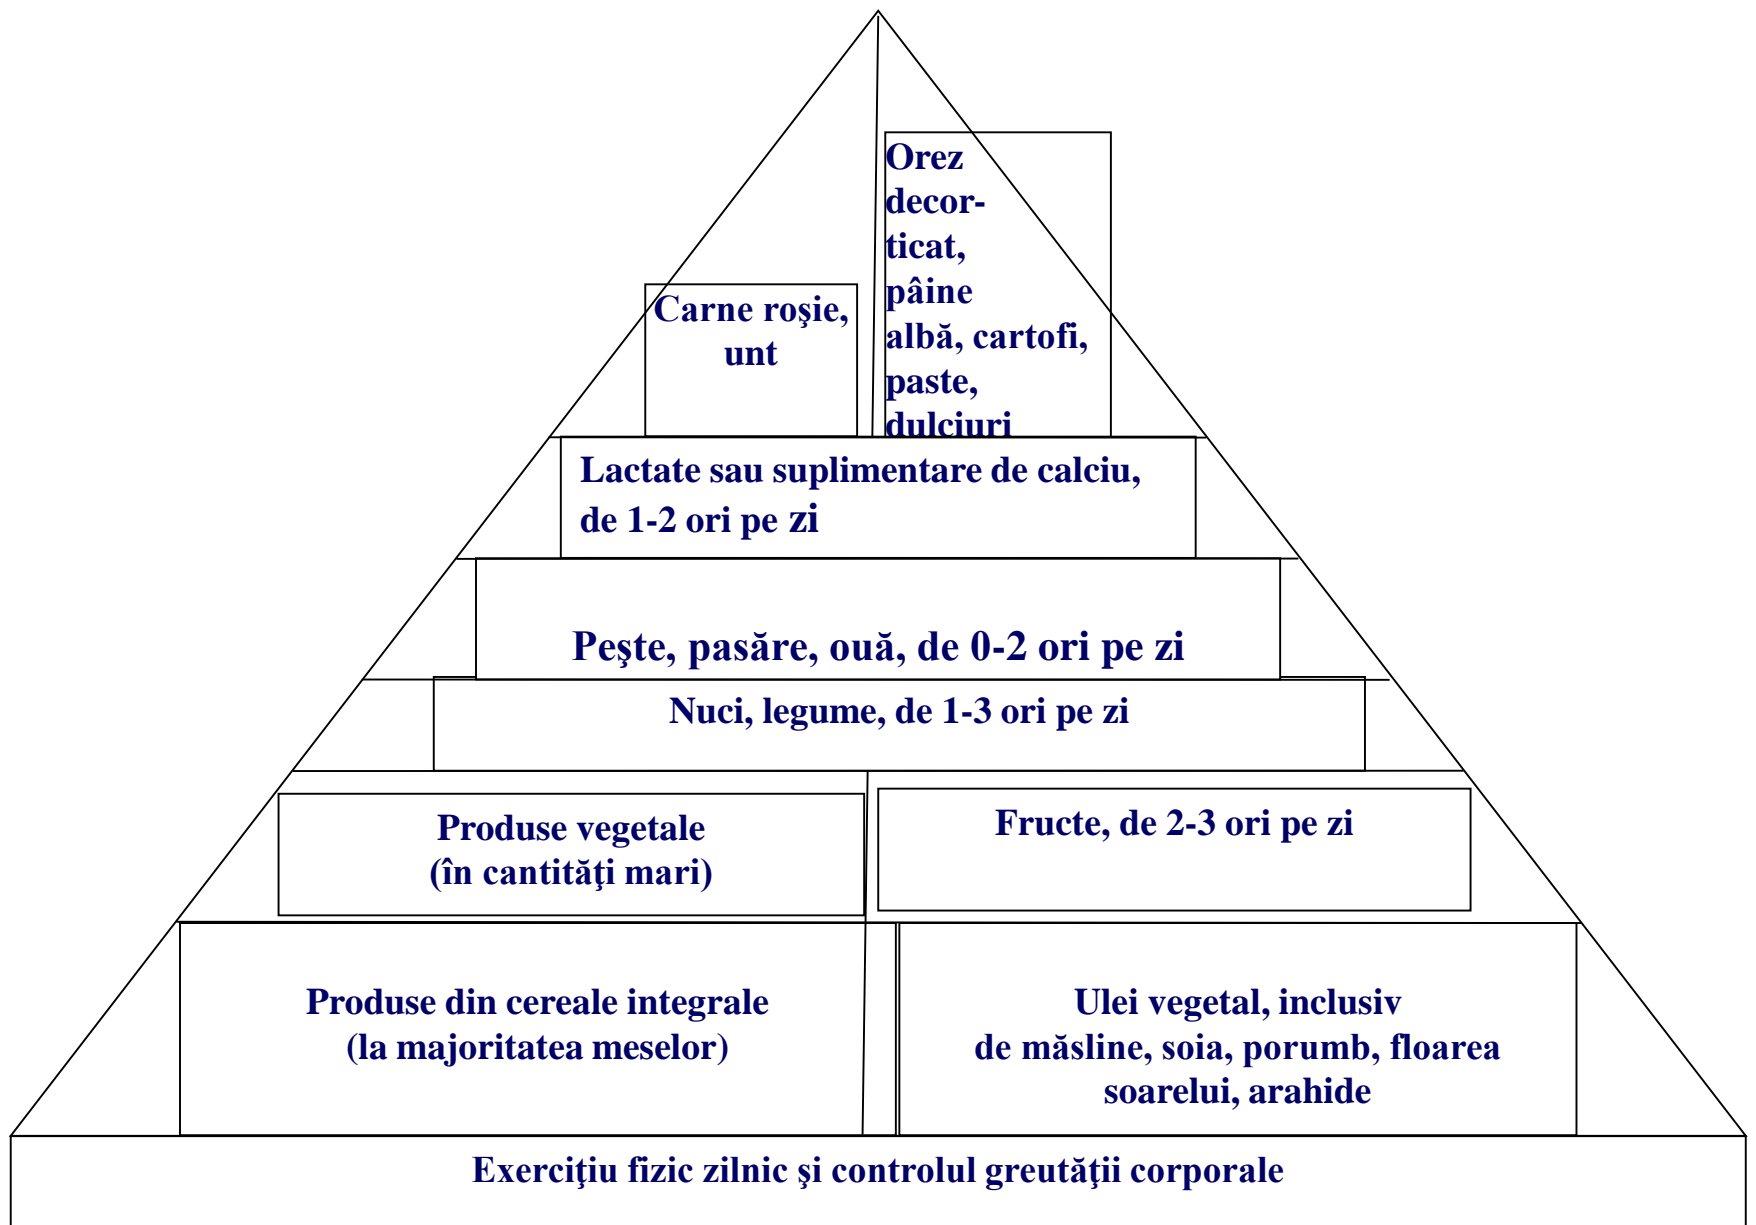 Orez
decor-
ticat,
pâine
albă, cartofi,
paste,
dulciuri
Carne roşie,
unt
Lactate sau suplimentare de calciu,
de 1-2 ori pe zi
Peşte, pasăre, ouă, de 0-2 ori pe zi
Nuci, legume, de 1-3 ori pe zi
Produse vegetale
(în cantităţi mari)
Fructe, de 2-3 ori pe zi
Produse din cereale integrale
(la majoritatea meselor)
Ulei vegetal, inclusiv
de măsline, soia, porumb, floarea
soarelui, arahide
Exerciţiu fizic zilnic şi controlul greutăţii corporale